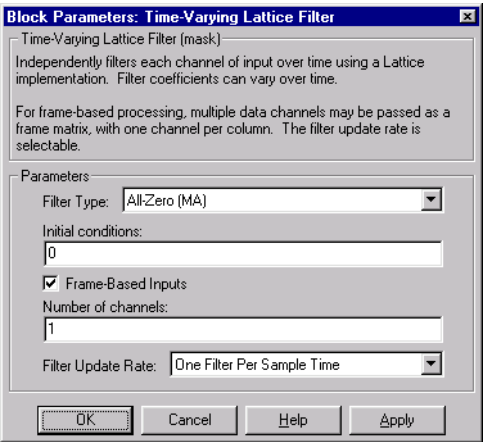 Block Parameters: Time-Varying Lattice Filter
Time-Varying Lattice Filter (mask)
Independently filters each channel of input over time using a Lattice
implementation. Filter coefficients can vary over time.
For frame-based processing, multiple data channels may be passed as a
frame matrix, with one channel per column. The filter update rate is
selectable.
Parameters
Filter Type: All-Zero (MA)
Initial conditions:
0
Frame-Based Inputs
Number of channels:
1
Filter Update Rate: One Filter Per Sample Time
OK Cancel Help Apply